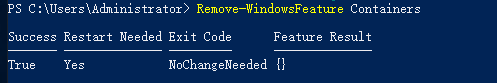 PS C:\Users\Administrator> Remove-WindowsFeature Containers
Success Restart Needed Exit Code      Feature Result
True    Yes            NoChangeNeeded {}